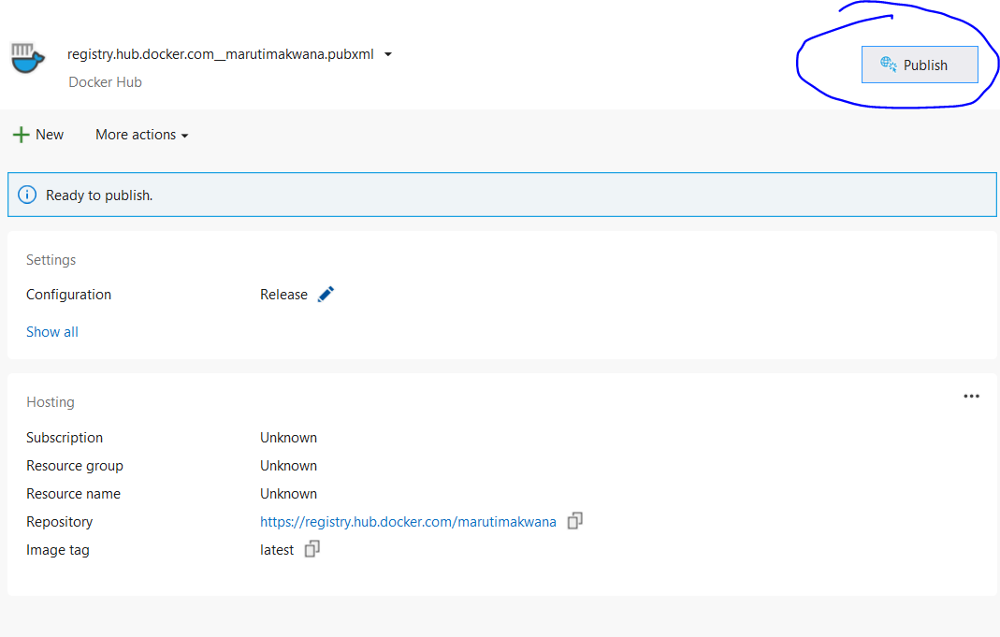 registry.hub.docker.com__marutimakwana.pubxml
Docker Hub
Publish
New
More actions
Ready to publish.
Settings
Configuration Release
Show all
Hosting
Subscription Unknown
Resource group Unknown
Resource name Unknown
Repository https://registry.hub.docker.com/marutimakwana
Image tag latest